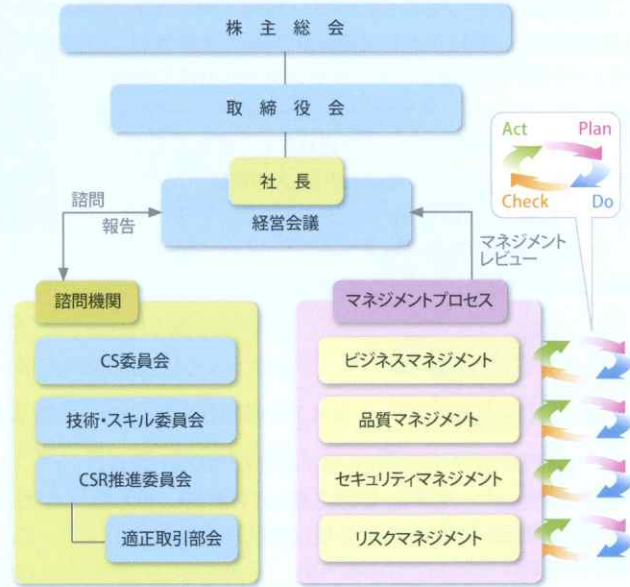 株主総会
取締役会
社長
経営会議
諮問
報告
マネジメント
レビュー
Act
Plan
Check
Do
諮問機関
CS委員会
技術・スキル委員会
CSR推進委員会
適正取引部会
マネジメントプロセス
ビジネスマネジメント
品質マネジメント
セキュリティマネジメント
リスクマネジメント